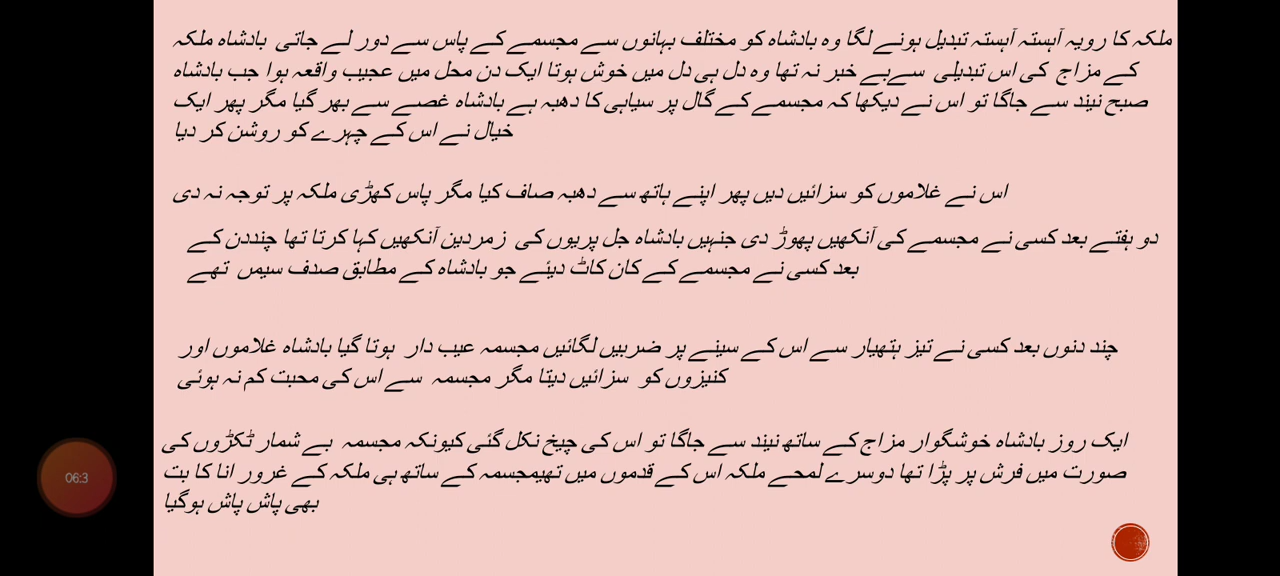 ملکہ کا رویہ آہستہ آہستہ تبدیل ہونے لگا وہ بادشاہ کو مختلف بہانوں سے مجسمے کے پاس سے دور لے جاتی بادشاہ ملکہ
کے مزاج کی اس تبدیلی سےبے خبر نہ تھا وہ دل ہی دل میں خوش ہوتا ایک دن محل میں عجیب واقعہ ہوا جب بادشاہ
صبح نیند سے جاگا تو اس نے دیکھا کہ مجسمے کے گال پر سیاہی کا دھبہ ہے بادشاہ غصے سے بھر گیا مگر پھر ایک
خیال نے اس کے چہرے کو روشن کر دیا
اس نے غلاموں کو سزائیں دیں پھر اپنے ہاتھ سے دھبہ صاف کیا مگر پاس کھڑی ملکہ پر توجہ نہ دی
دو ہفتے بعد کسی نے مجسمے کی آنکھیں پھوڑ دی جنہیں بادشاہ جل پریوں کی زمردین آنکھیں کہا کرتا تھا چنددن کے
بعد کسی نے مجسمے کے کان کاٹ دیئے جو بادشاہ کے مطابق صدف سیمں تھے
چند دنوں بعد کسی نے تیز ہتھیار سے اس کے سینے پر ضربیں لگائیں مجسمہ عیب دار ہوتا گیا بادشاہ غلاموں اور
کنیزوں کو سزائیں دیتا مگر مجسمہ سے اس کی محبت کم نہ ہوئی
ایک روز بادشاہ خوشگوار مزاج کے ساتھ نیند سے جاگا تو اس کی چیخ نکل گئی کیونکہ مجسمہ بے شمار ٹکڑوں کی
صورت میں فرش پر پڑا تھا دوسرے لمحے ملکہ اس کے قدموں میں تھیمجسمہ کے ساتھ ہی ملکہ کے غرور انا کا بت
بھی پاش پاش ہوگیا
06:3